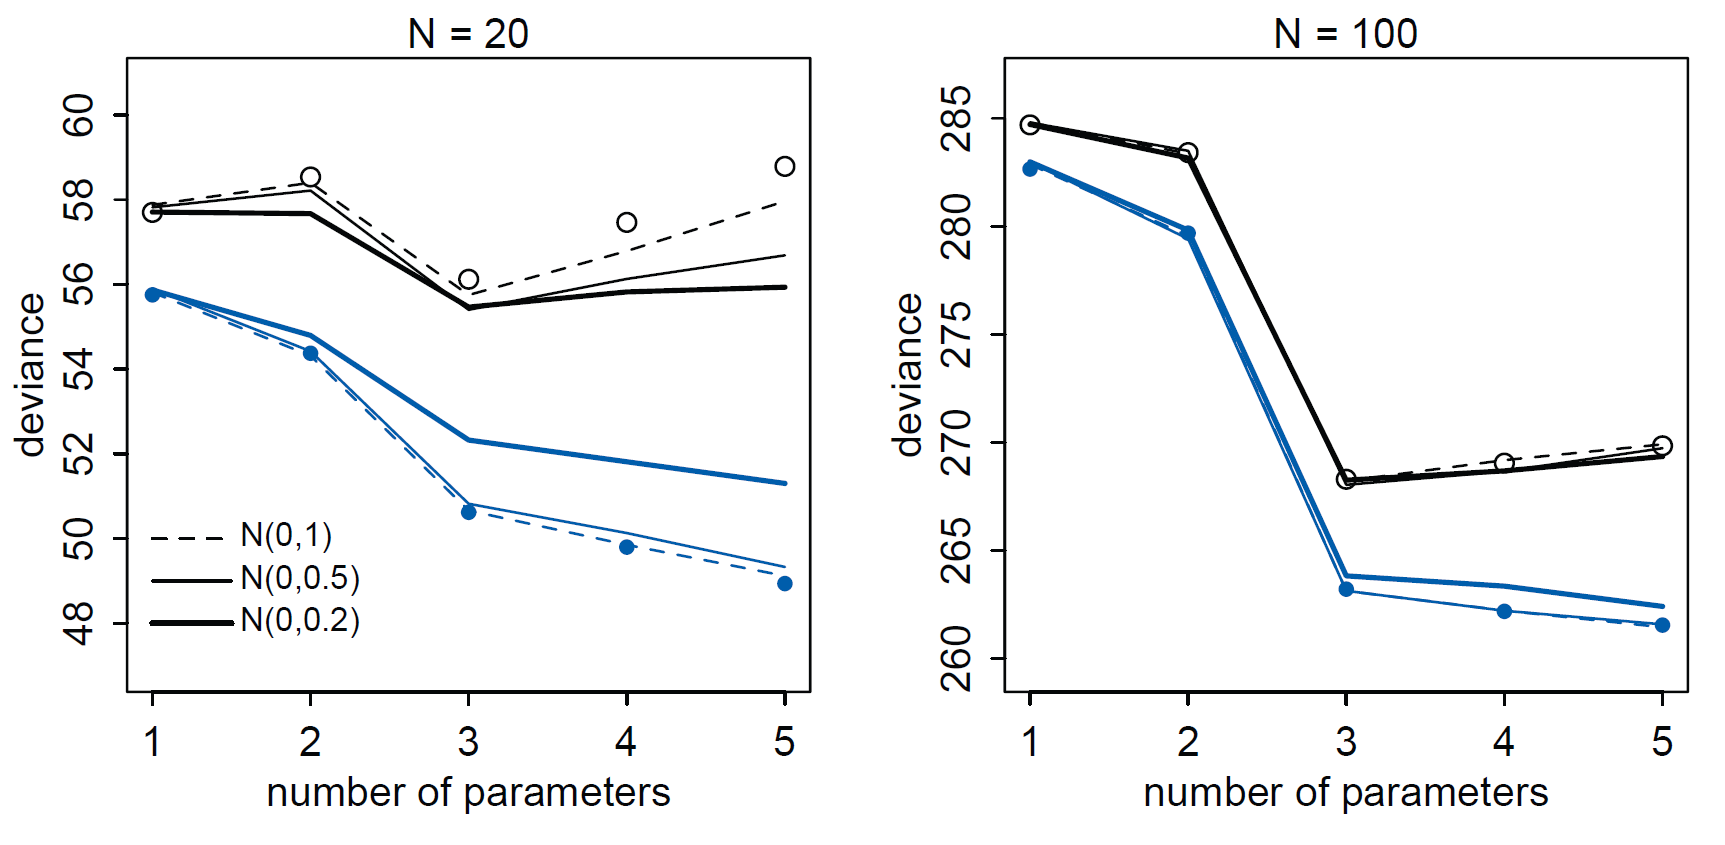 N = 20
60
58
56
54
52
50
48
deviance
N(0,1)
N(0,0.5)
N(0,0.2)
1 2 3 4 5
number of parameters
N = 100
285
280
275
270
265
260
deviance
1 2 3 4 5
number of parameters